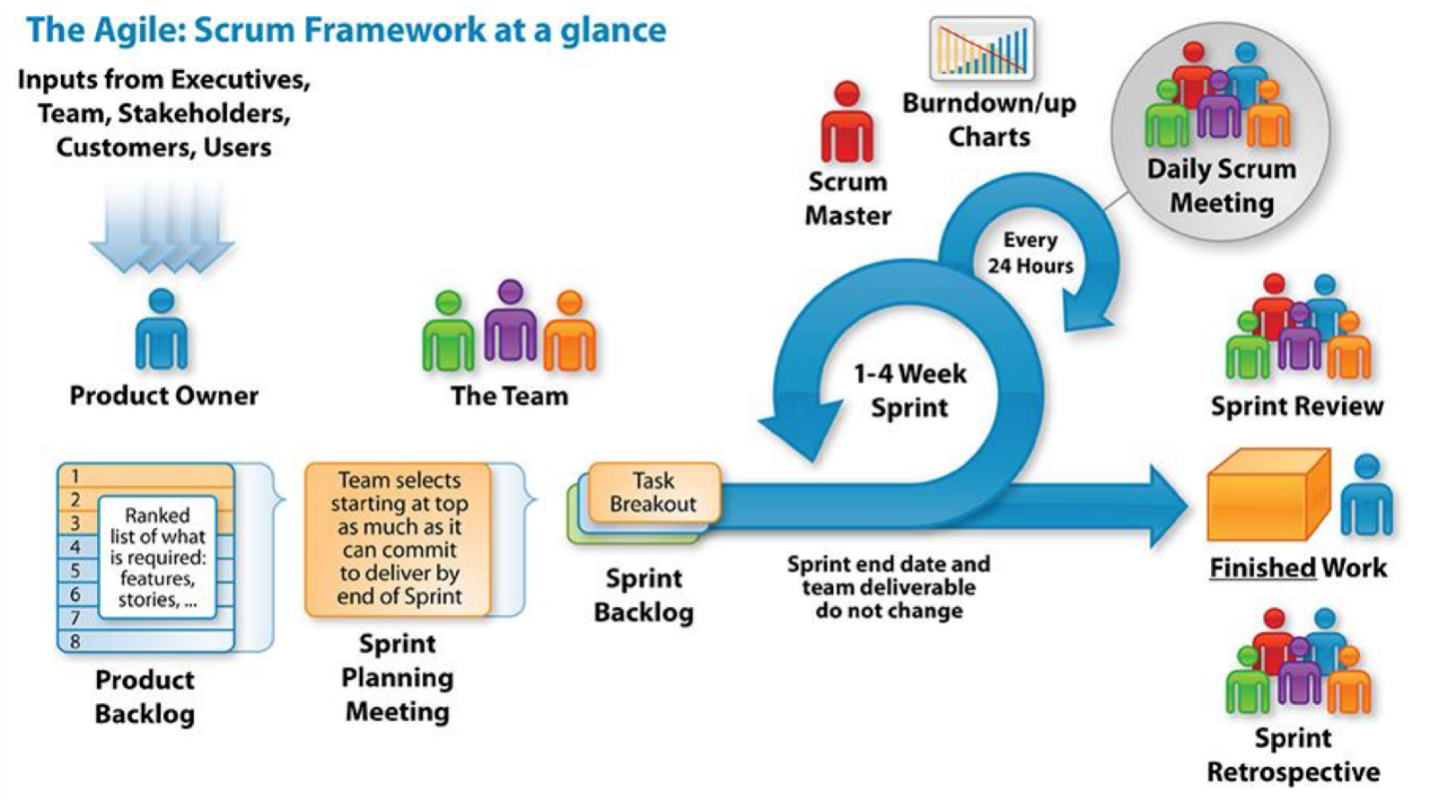 The Agile: Scrum Framework at a glance
Inputs from Executives,
Team, Stakeholders,
Customers, Users
Product Owner
The Team
Scrum
Master
Burndown/up
Charts
Daily Scrum
Meeting
Every
24 Hours
1-4 Week
Sprint
Sprint Review
1
2
3
4
5
6
7
8
Ranked
list of what
is required:
features,
stories, ...
Product
Backlog
Team selects
starting at top
as much as it
can commit
to deliver by
end of Sprint
Sprint
Planning
Meeting
Task
Breakout
Sprint
Backlog
Sprint end date and
team deliverable
do not change
Finished Work
Sprint
Retrospective